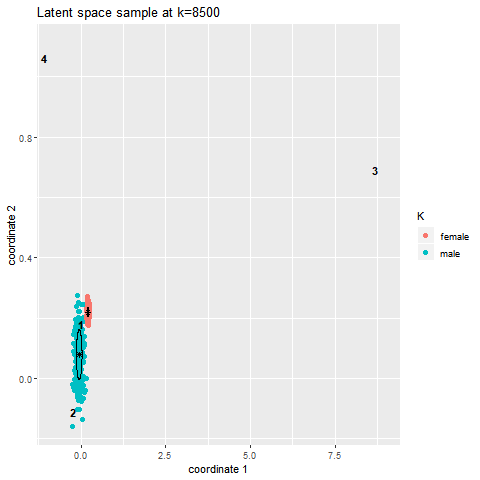 Latent space sample at k=8500
4
3
2
0.8
0.4
0.0
0.0 2.5 5.0 7.5
coordinate 1
coordinate 2
K
female
male